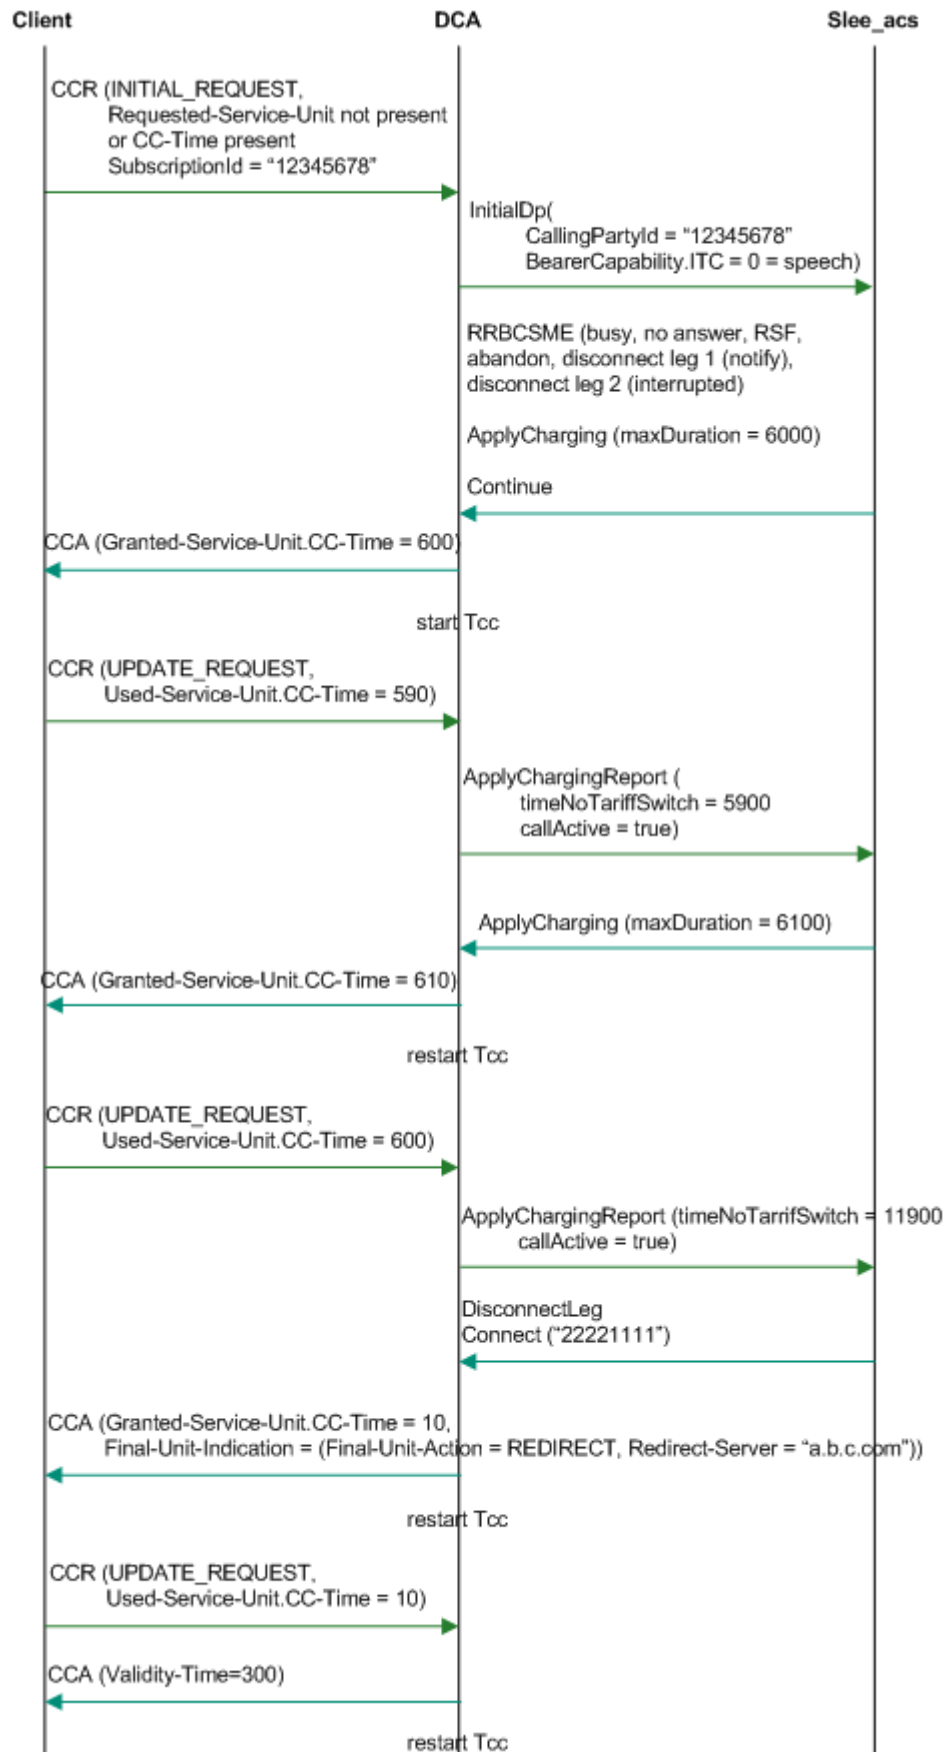 Client DCA Slee_acs
CCR (INITIAL_REQUEST,
Requested-Service-Unit not present
or CC-Time present
SubscriptionId = “12345678”
InitialDp(
CallingPartyId = “12345678”
BearerCapability.ITC = 0 = speech)
RRBCSME (busy, no answer, RSF,
abandon, disconnect leg 1 (notify),
disconnect leg 2 (interrupted)
ApplyCharging (maxDuration = 6000)
Continue
CCA (Granted-Service-Unit.CC-Time = 600)
start Tcc
CCR (UPDATE_REQUEST,
Used-Service-Unit.CC-Time = 590)
ApplyChargingReport (
timeNoTariffSwitch = 5900
callActive = true)
ApplyCharging (maxDuration = 6100)
CCA (Granted-Service-Unit.CC-Time = 610)
restart Tcc
CCR (UPDATE_REQUEST,
Used-Service-Unit.CC-Time = 600)
ApplyChargingReport (timeNoTarrifSwitch = 11900
callActive = true)
DisconnectLeg
Connect (“22221111”)
CCA (Granted-Service-Unit.CC-Time = 10,
Final-Unit-Indication = (Final-Unit-Action = REDIRECT, Redirect-Server = “a.b.c.com”))
restart Tcc
CCR (UPDATE_REQUEST,
Used-Service-Unit.CC-Time = 10)
CCA (Validity-Time=300)
restart Tcc